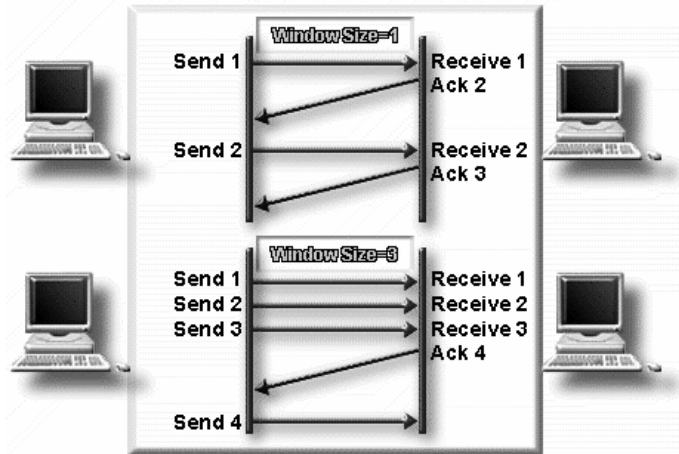 Window Size=1
Send 1 Receive 1
Ack 2
Send 2 Receive 2
Ack 3
Window Size=3
Send 1 Receive 1
Send 2 Receive 2
Send 3 Receive 3
Ack 4
Send 4